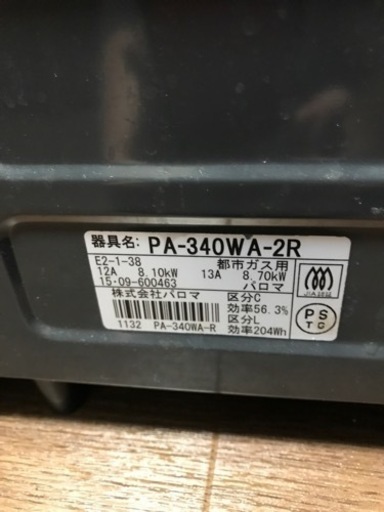 器具名: PA-340WA-2R
E2-1-38 都市ガス用
12A 8.10kW 13A 8.70kW
15·09-600463 パロマ
株式会社パロマ 区分C
効率56.3%
区分L
1132 PA-340WA-R 効率204Wh
PS
TG